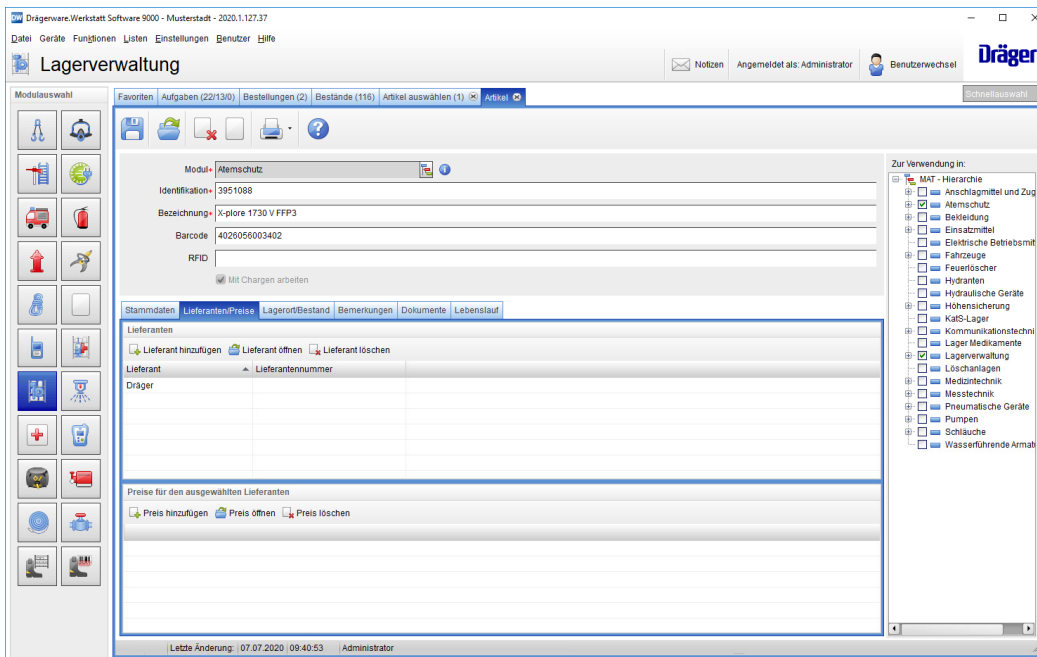 DW Drägerware.Werkstatt Software 9000 - Musterstadt - 2020.1.127.37
Datei Geräte Funktionen Listen Einstellungen Benutzer Hilfe
Lagerverwaltung
Notizen Angemeldet als: Administrator Benutzerwechsel Dräger
Modulauswahl
Favoriten Aufgaben (22/13/0) Bestellungen (2) Bestände (116) Artikel auswählen (1) Artikel
Schnellauswahl
Modul* Atemschutz
Identifikation* 3951088
Bezeichnung* X-plore 1730 V FFP3
Barcode 4026056003402
RFID
Mit Chargen arbeiten
Stammdaten Lieferanten/Preise Lagerort/Bestand Bemerkungen Dokumente Lebenslauf
Lieferanten
Lieferant hinzufügen Lieferant öffnen Lieferant löschen
Lieferant Lieferantennummer
Dräger
Preise für den ausgewählten Lieferanten
Preis hinzufügen Preis öffnen Preis löschen
Zur Verwendung in:
MAT - Hierarchie
Anschlagmittel und Zug
Atemschutz
Bekleidung
Einsatzmittel
Elektrische Betriebsmit
Fahrzeuge
Feuerlöscher
Hydranten
Hydraulische Geräte
Höhensicherung
KatS-Lager
Kommunikationstechni
Lager Medikamente
Lagerverwaltung
Löschanlagen
Medizintechnik
Messtechnik
Pneumatische Geräte
Pumpen
Schläuche
Wasserführende Armat
Letzte Änderung: 07.07.2020 09:40:53 Administrator